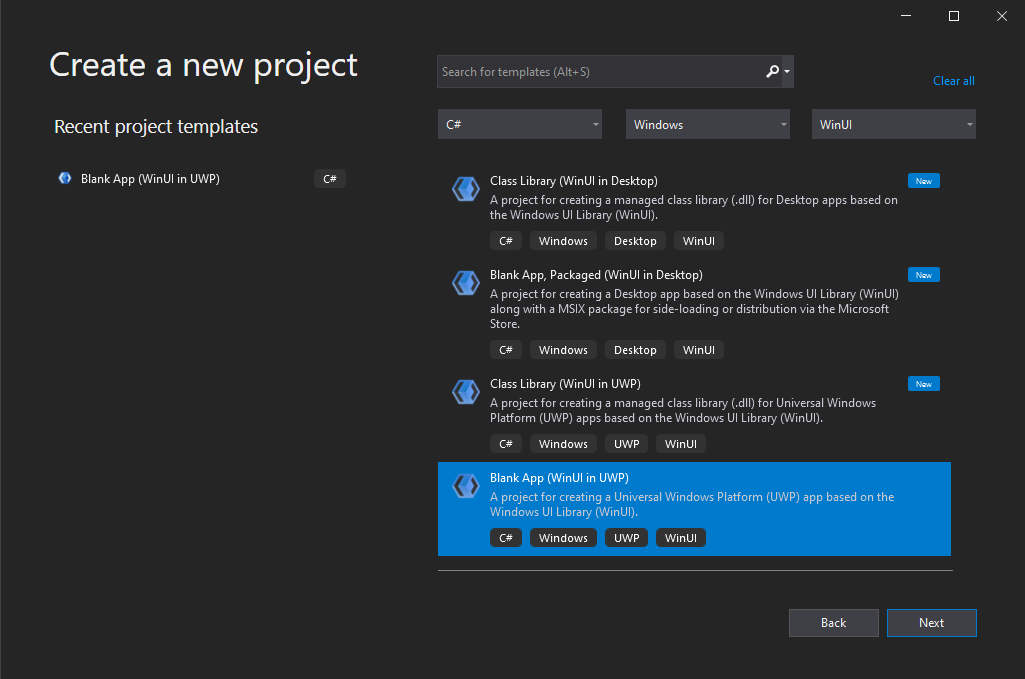 Create a new project
Search for templates (Alt+S)
Clear all
C#
Windows
WinUI
Recent project templates
Blank App (WinUI in UWP)
C#
Class Library (WinUI in Desktop)
New
A project for creating a managed class library (.dll) for Desktop apps based on
the Windows UI Library (WinUI).
C#
Windows
Desktop
WinUI
Blank App, Packaged (WinUI in Desktop)
New
A project for creating a Desktop app based on the Windows UI Library (WinUI)
along with a MSIX package for side-loading or distribution via the Microsoft
Store.
C#
Windows
Desktop
WinUI
Class Library (WinUI in UWP)
New
A project for creating a managed class library (.dll) for Universal Windows
Platform (UWP) apps based on the Windows UI Library (WinUI).
C#
Windows
UWP
WinUI
Blank App (WinUI in UWP)
A project for creating a Universal Windows Platform (UWP) app based on the
Windows UI Library (WinUI).
C#
Windows
UWP
WinUI
Back
Next